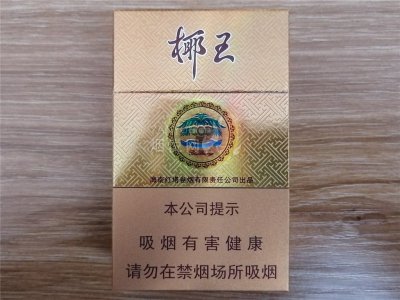 椰王
海南红塔卷烟有限责任公司出品
本公司提示
吸烟有害健康
请勿在禁烟场所吸烟